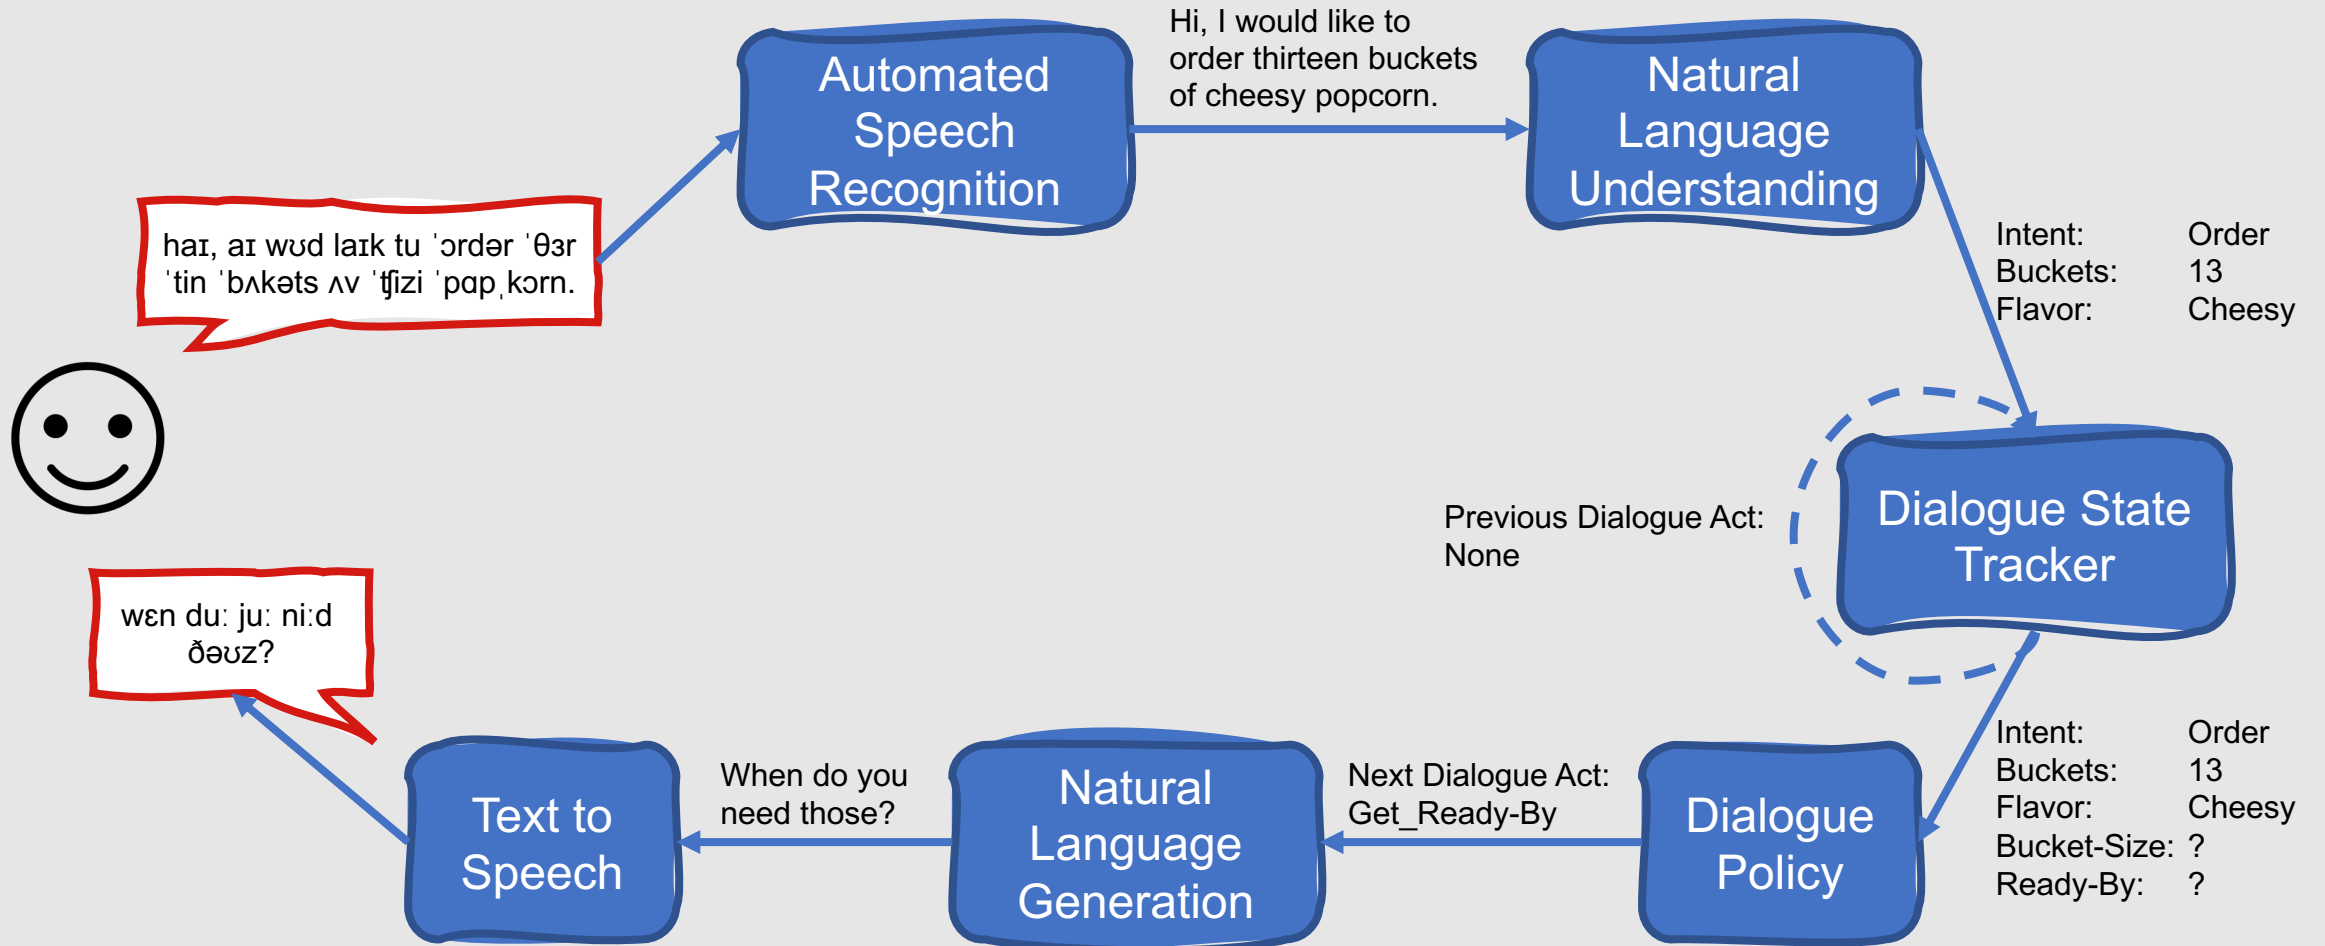 haɪ, aɪ wʊd laɪk tu ˈɔrdər ˈθɜr
ˈtin ˈbʌkəts ʌv ˈʧizi ˈpɑpˌkɔrn.
Automated
Speech
Recognition
Hi, I would like to
order thirteen buckets
of cheesy popcorn.
Natural
Language
Understanding
Intent: Order
Buckets: 13
Flavor: Cheesy
Dialogue State
Tracker
Previous Dialogue Act:
None
Intent: Order
Buckets: 13
Flavor: Cheesy
Bucket-Size: ?
Ready-By: ?
Dialogue
Policy
Next Dialogue Act:
Get_Ready-By
Natural
Language
Generation
When do you
need those?
Text to
Speech
wɛn duː juː niːd
ðəʊz?